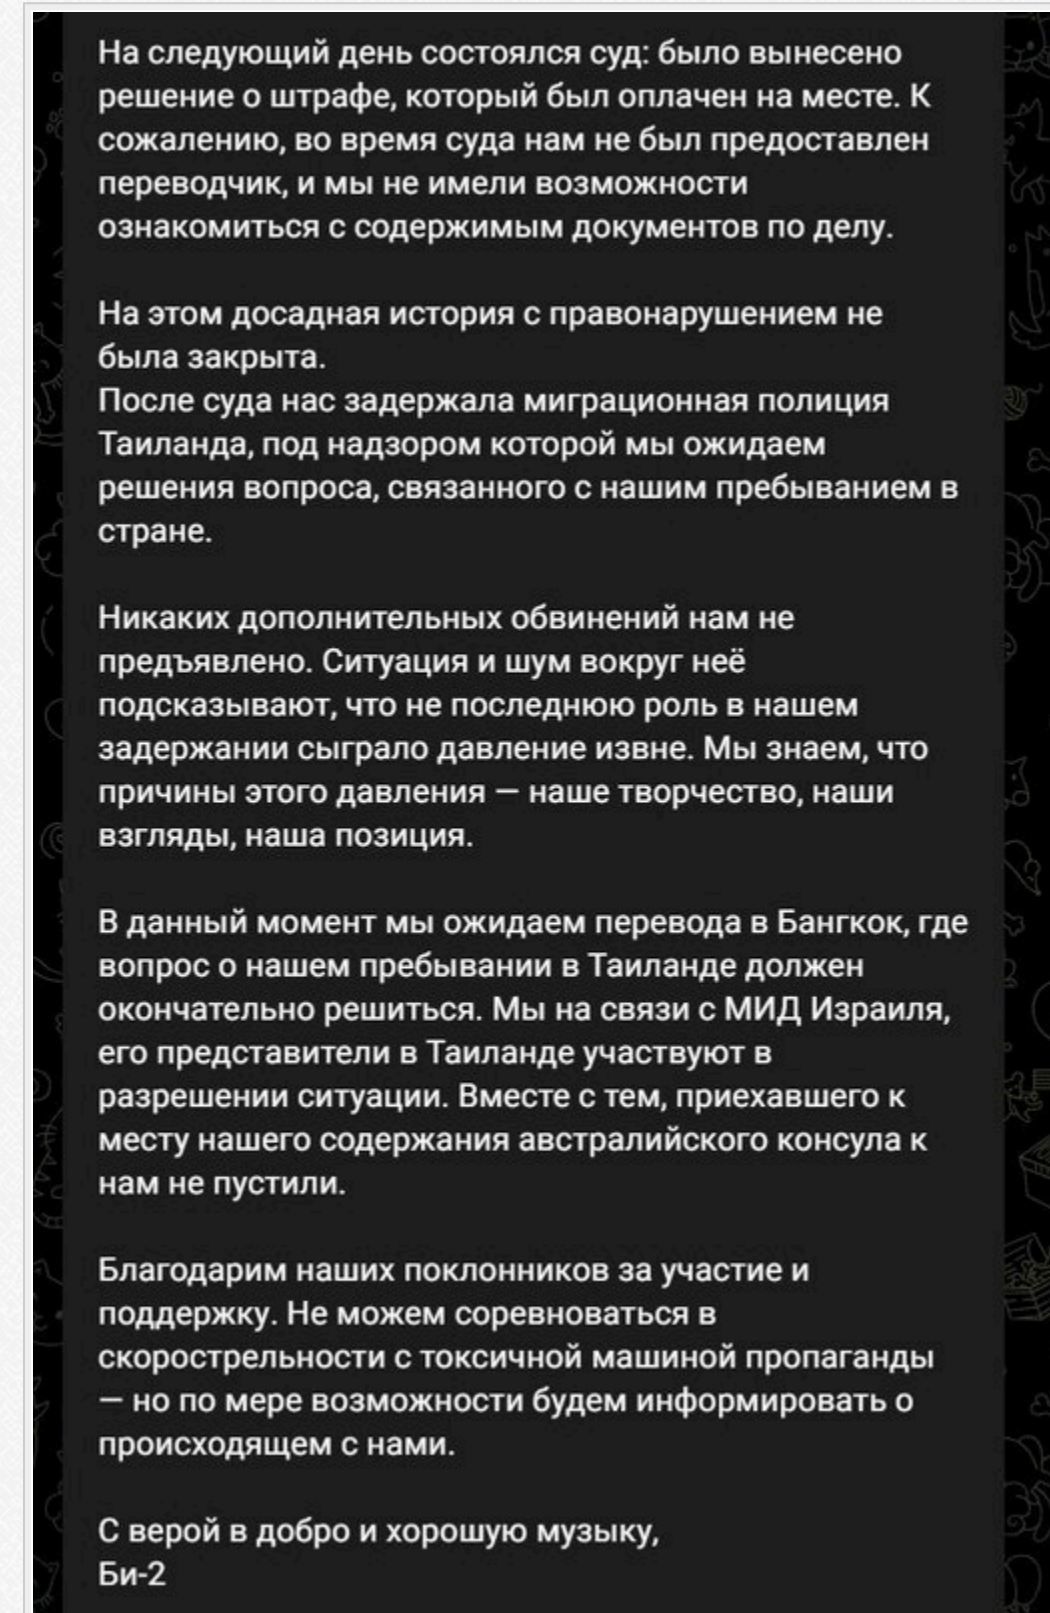 На следующий день состоялся суд: было вынесено
решение о штрафе, который был оплачен на месте. К
сожалению, во время суда нам не был предоставлен
переводчик, и мы не имели возможности
ознакомиться с содержимым документов по делу.
На этом досадная история с правонарушением не
была закрыта.
После суда нас задержала миграционная полиция
Таиланда, под надзором которой мы ожидаем
решения вопроса, связанного с нашим пребыванием в
стране.
Никаких дополнительных обвинений нам не
предъявлено. Ситуация и шум вокруг неё
подсказывают, что не последнюю роль в нашем
задержании сыграло давление извне. Мы знаем, что
причины этого давления — наше творчество, наши
взгляды, наша позиция.
В данный момент мы ожидаем перевода в Бангкок, где
вопрос о нашем пребывании в Таиланде должен
окончательно решиться. Мы на связи с МИД Израиля,
его представители в Таиланде участвуют в
разрешении ситуации. Вместе с тем, приехавшего к
месту нашего содержания австралийского консула к
нам не пустили.
Благодарим наших поклонников за участие и
поддержку. Не можем соревноваться в
скорострельности с токсичной машиной пропаганды
— но по мере возможности будем информировать о
происходящем с нами.
С верой в добро и хорошую музыку,
Би-2